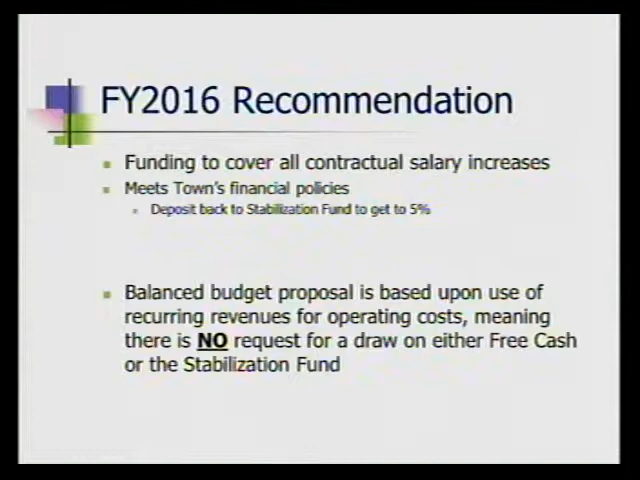 FY2016 Recommendation
Funding to cover all contractual salary increases
Meets Town's financial policies
Deposit back to Stabilization Fund to get to 5%
Balanced budget proposal is based upon use of
recurring revenues for operating costs, meaning
there is NO request for a draw on either Free Cash
or the Stabilization Fund